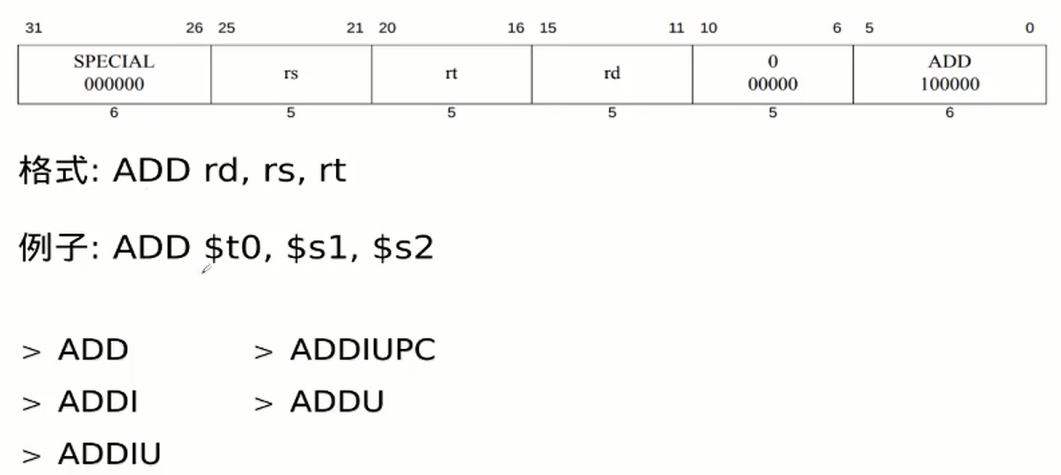 31 26 25 21 20 16 15 11 10 6 5 0
SPECIAL rs rt rd 0 ADD
000000 00000 100000
6 5 5 5 5 6
格式: ADD rd, rs, rt
例子: ADD $t0, $s1, $s2
> ADD > ADDIUPC
> ADDI > ADDU
> ADDIU